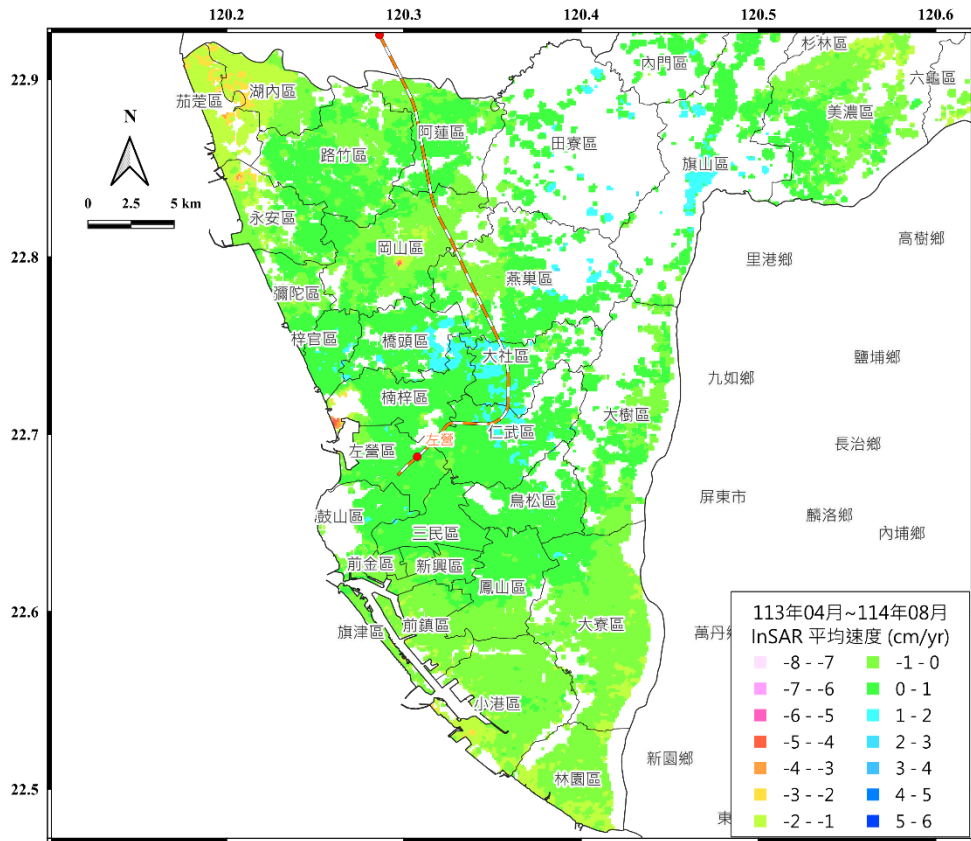 120.2 120.3 120.4 120.5 120.6
杉林區
內門區
六龜區
22.9
湖內區
茄萣區
美濃區
N
阿蓮區
田寮區
路竹區
旗山區
0 2.5 5 km
永安區
高樹鄉
岡山區
22.8
里港鄉
燕巢區
彌陀區
梓官區
橋頭區
大社區
鹽埔鄉
九如鄉
楠梓區
大樹區
22.7
左營
仁武區
左營區
長治鄉
鳥松區
屏東市
鼓山區
麟洛鄉
三民區
內埔鄉
前金區
新興區
鳳山區
22.6
旗津區
前鎮區
大寮區
萬丹
小港區
新園鄉
林園區
22.5
東
113年04月~114年08月
InSAR 平均速度 (cm/yr)
-8 - -7 -1 - 0
-7 - -6 0 - 1
-6 - -5 1 - 2
-5 - -4 2 - 3
-4 - -3 3 - 4
-3 - -2 4 - 5
-2 - -1 5 - 6